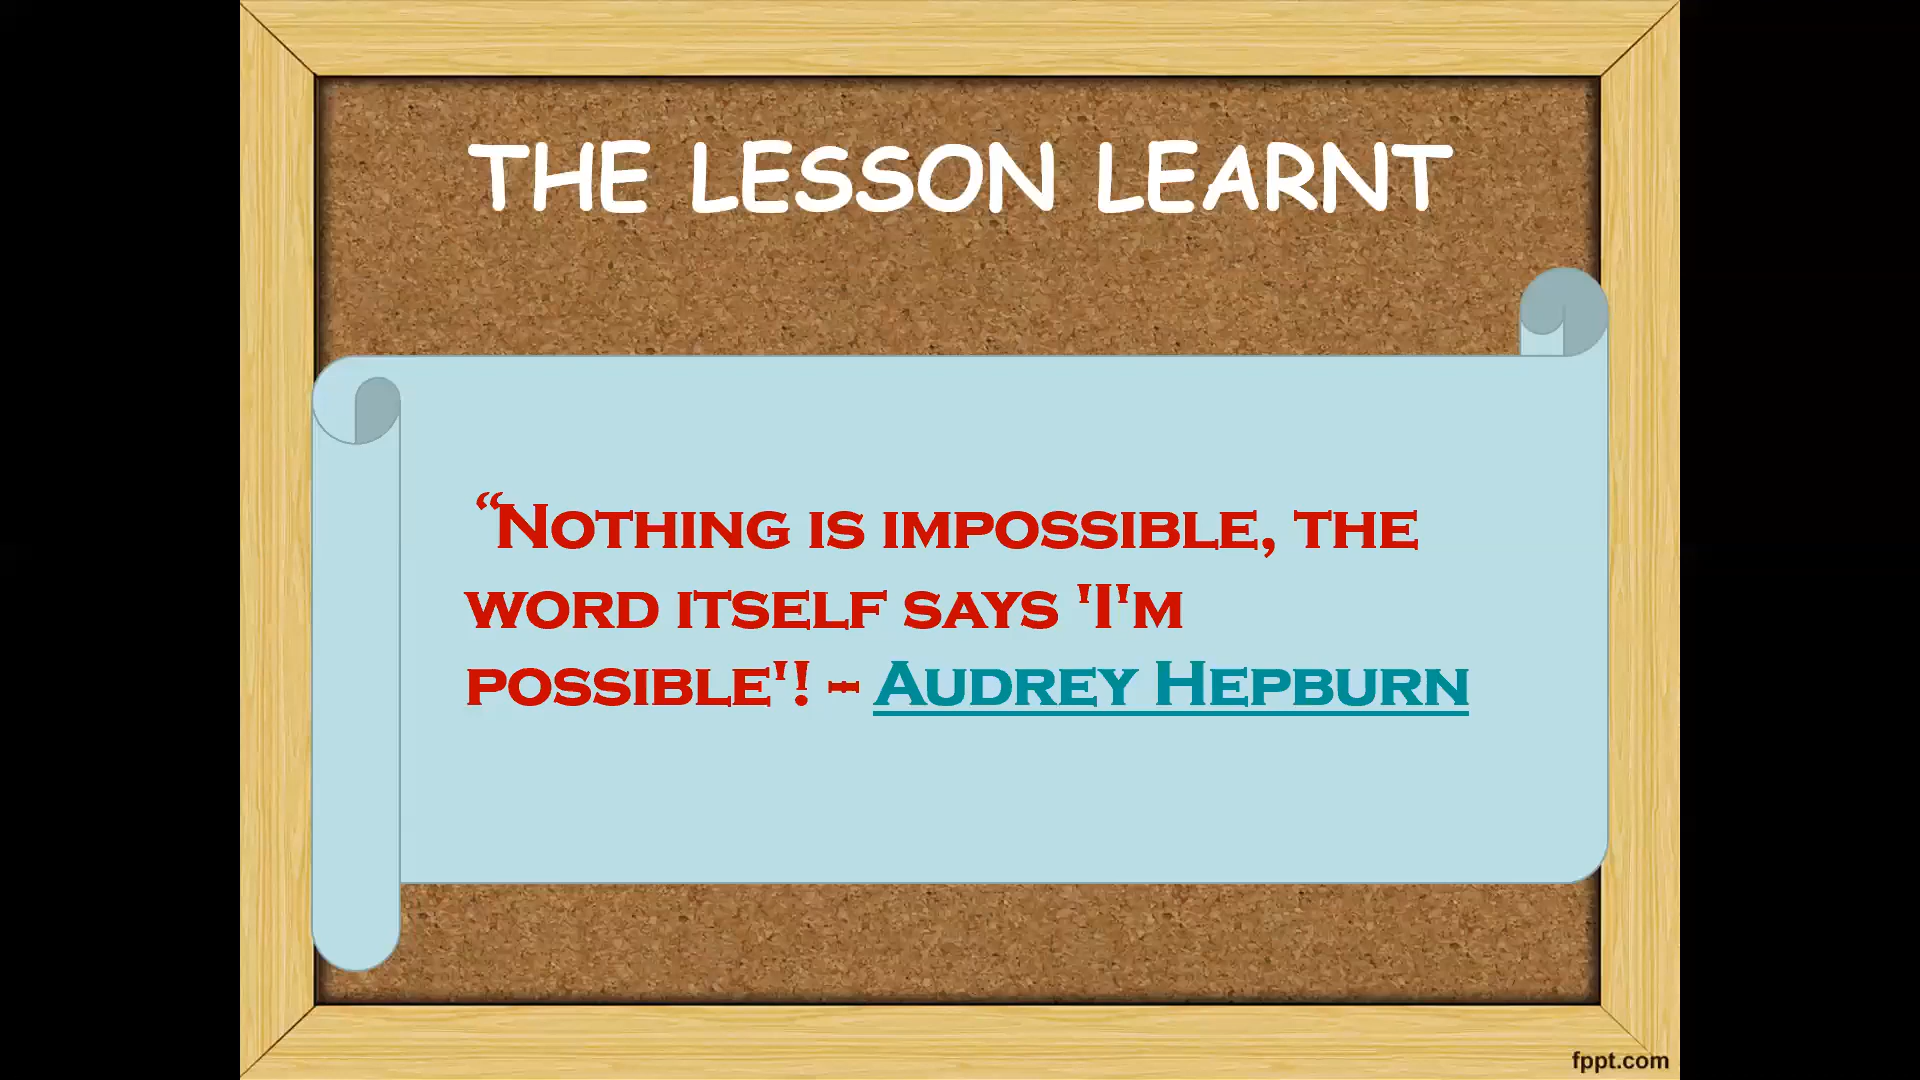 THE LESSON LEARNT
“Nothing is impossible, the
word itself says 'I'm
possible'! -- Audrey Hepburn
fppt.com